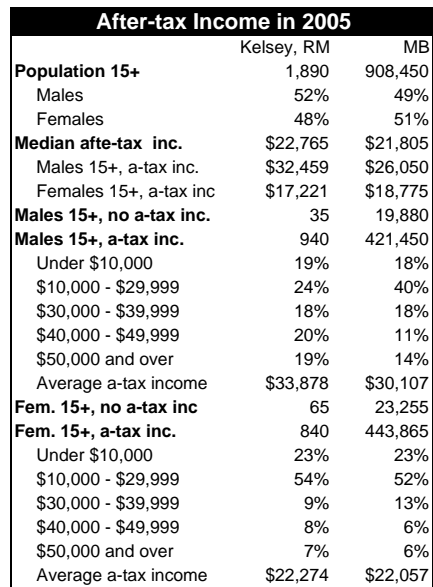 After-tax Income in 2005
Kelsey, RM MB
Population 15+ 1,890 908,450
Males 52% 49%
Females 48% 51%
Median afte-tax inc. $22,765 $21,805
Males 15+, a-tax inc. $32,459 $26,050
Females 15+, a-tax inc $17,221 $18,775
Males 15+, no a-tax inc. 35 19,880
Males 15+, a-tax inc. 940 421,450
Under $10,000 19% 18%
$10,000 - $29,999 24% 40%
$30,000 - $39,999 18% 18%
$40,000 - $49,999 20% 11%
$50,000 and over 19% 14%
Average a-tax income $33,878 $30,107
Fem. 15+, no a-tax inc 65 23,255
Fem. 15+, a-tax inc. 840 443,865
Under $10,000 23% 23%
$10,000 - $29,999 54% 52%
$30,000 - $39,999 9% 13%
$40,000 - $49,999 8% 6%
$50,000 and over 7% 6%
Average a-tax income $22,274 $22,057